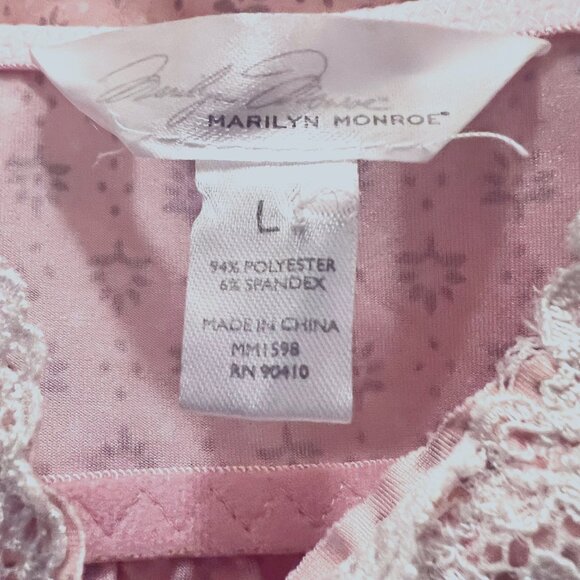 Marilyn Monroe
MARILYN MONROE®
L
94% POLYESTER
6% SPANDEX
MADE IN CHINA
MM1598
RN 90410